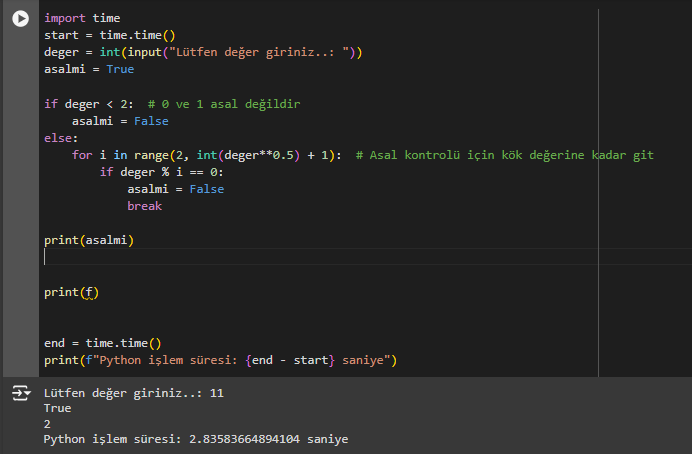 import time
start = time.time()
deger = int(input("Lütfen değer giriniz..: "))
asalmi = True
if deger < 2:  # 0 ve 1 asal değildir
    asalmi = False
else:
    for i in range(2, int(deger**0.5) + 1):  # Asal kontrolü için kök değerine kadar git
        if deger % i == 0:
            asalmi = False
            break
print(asalmi)
print(f)
end = time.time()
print(f"Python işlem süresi: {end - start} saniye")
Lütfen değer giriniz..: 11
True
2
Python işlem süresi: 2.83583664894104 saniye